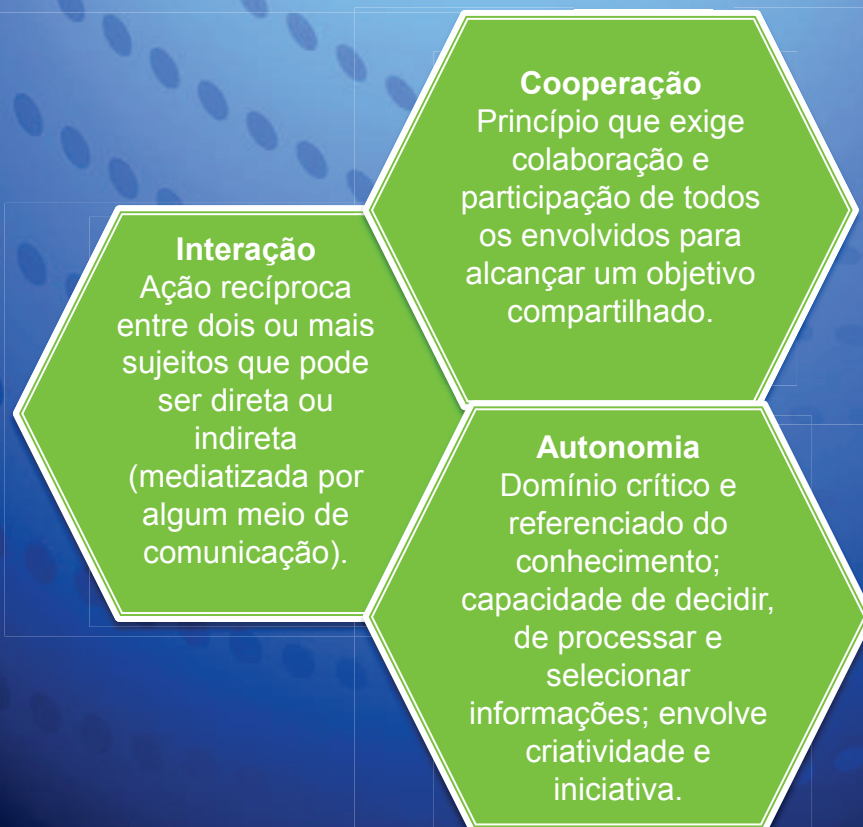 Cooperação
Princípio que exige
colaboração e
participação de todos
os envolvidos para
alcançar um objetivo
compartilhado.
Interação
Ação recíproca
entre dois ou mais
sujeitos que pode
ser direta ou
indireta
(mediatizada por
algum meio de
comunicação).
Autonomia
Domínio crítico e
referenciado do
conhecimento;
capacidade de decidir,
de processar e
selecionar
informações; envolve
criatividade e
iniciativa.